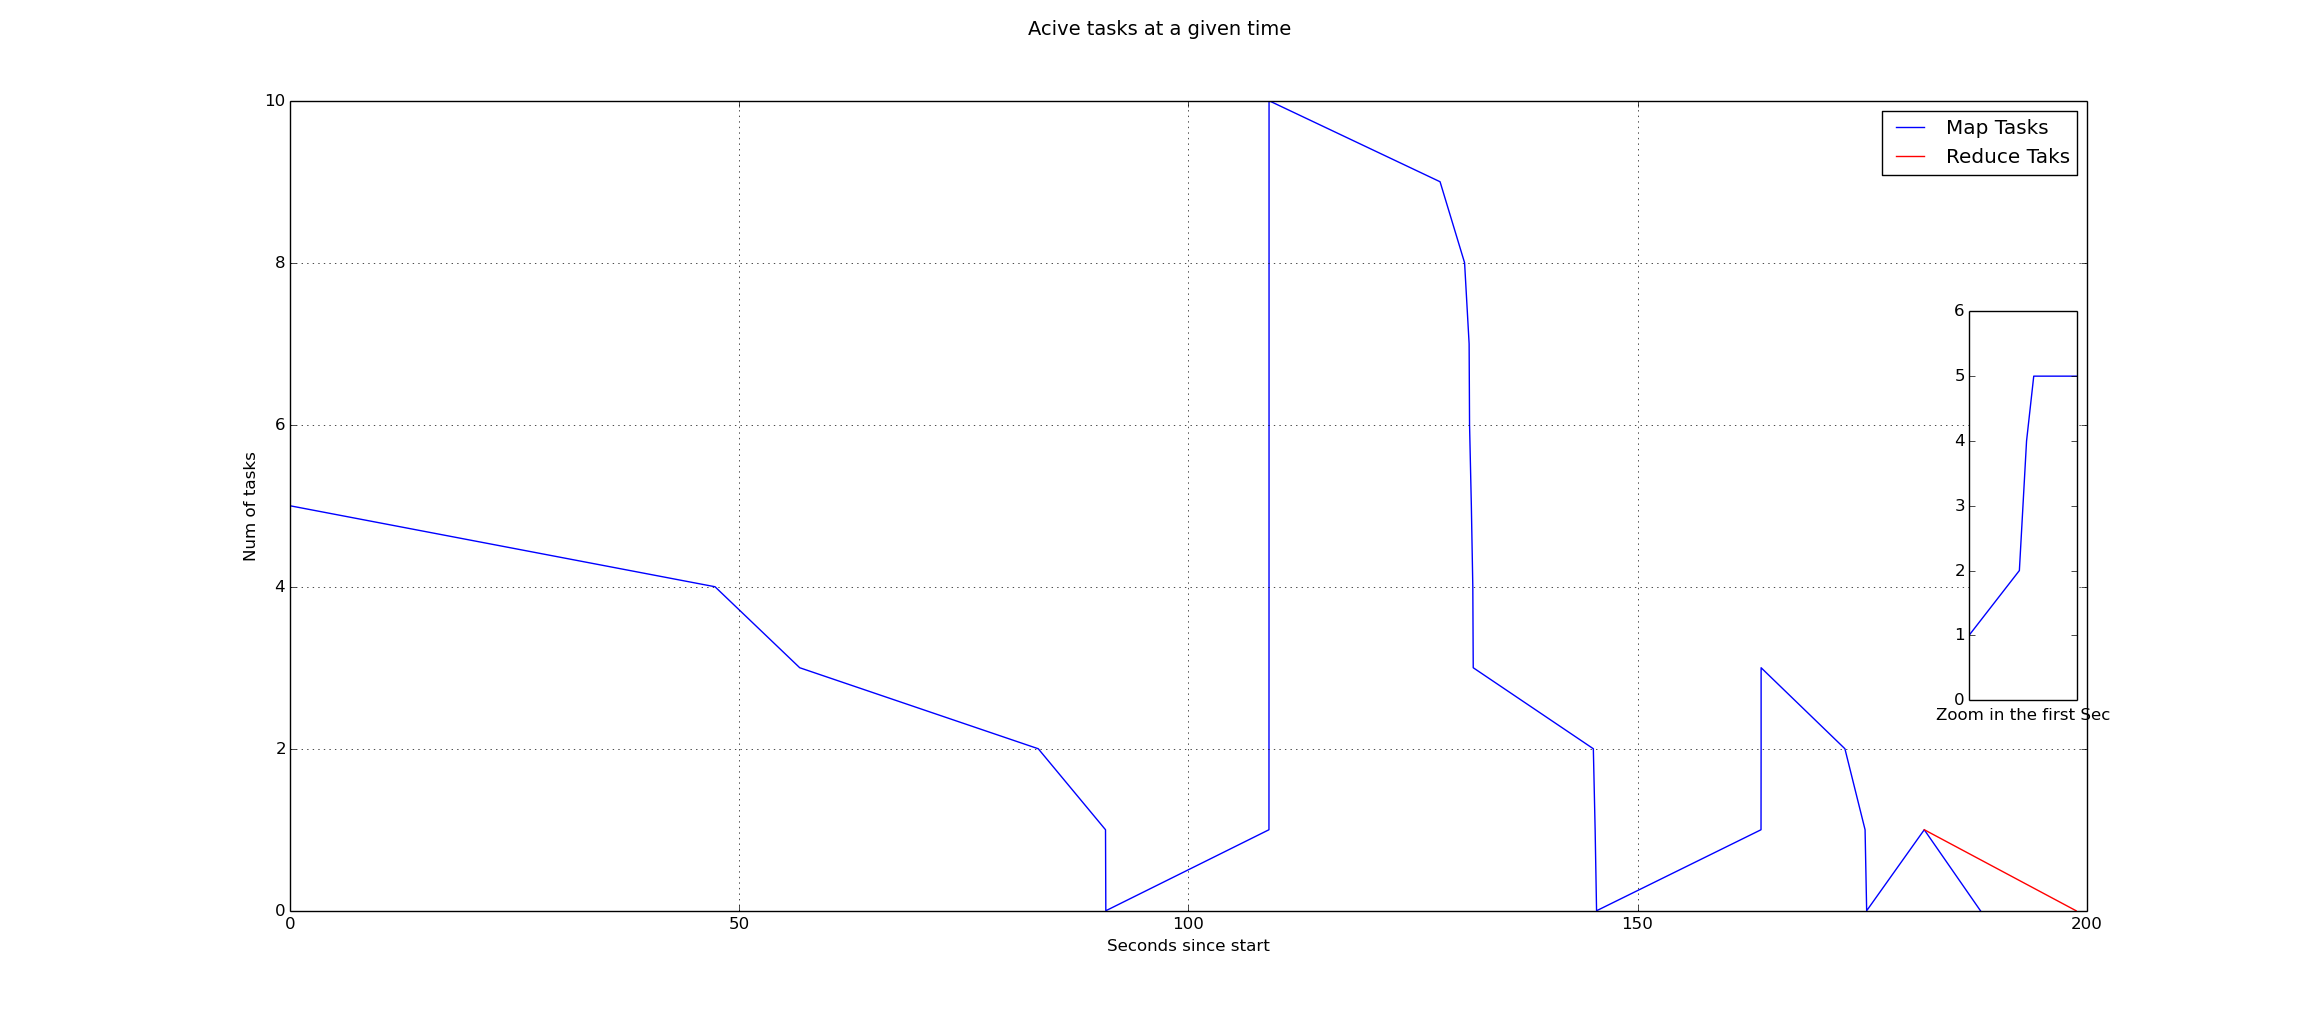 Acive tasks at a given time
10
8
6
4
2
0
Num of tasks
0 50 100 150 200
Seconds since start
Map Tasks
Reduce Taks
6
5
4
3
2
1
0
Zoom in the first Sec